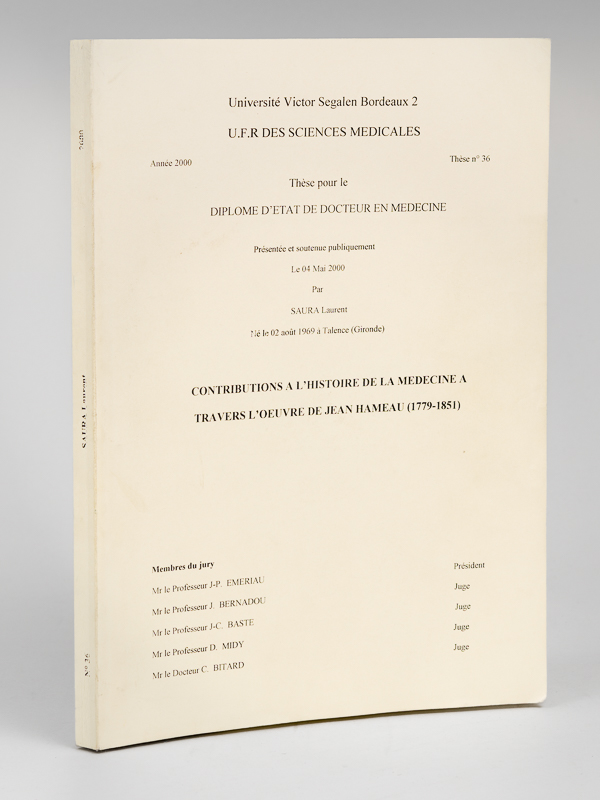 Université Victor Segalen Bordeaux 2
U.F.R DES SCIENCES MEDICALES
Année 2000 Thèse n° 36
Thèse pour le
DIPLOME D'ETAT DE DOCTEUR EN MEDECINE
Présentée et soutenue publiquement
Le 04 Mai 2000
Par
SAURA Laurent
Né le 02 août 1969 à Talence (Gironde)
CONTRIBUTIONS A L'HISTOIRE DE LA MEDECINE A
TRAVERS L'OEUVRE DE JEAN HAMEAU (1779-1851)
Membres du jury
Mr le Professeur J-P. EMERIAU Président
Mr le Professeur J. BERNADOU Juge
Mr le Professeur J-C. BASTE Juge
Mr le Professeur D. MIDY Juge
Mr le Docteur C. BITARD Juge
2000
SAURA Laurent
N° 36